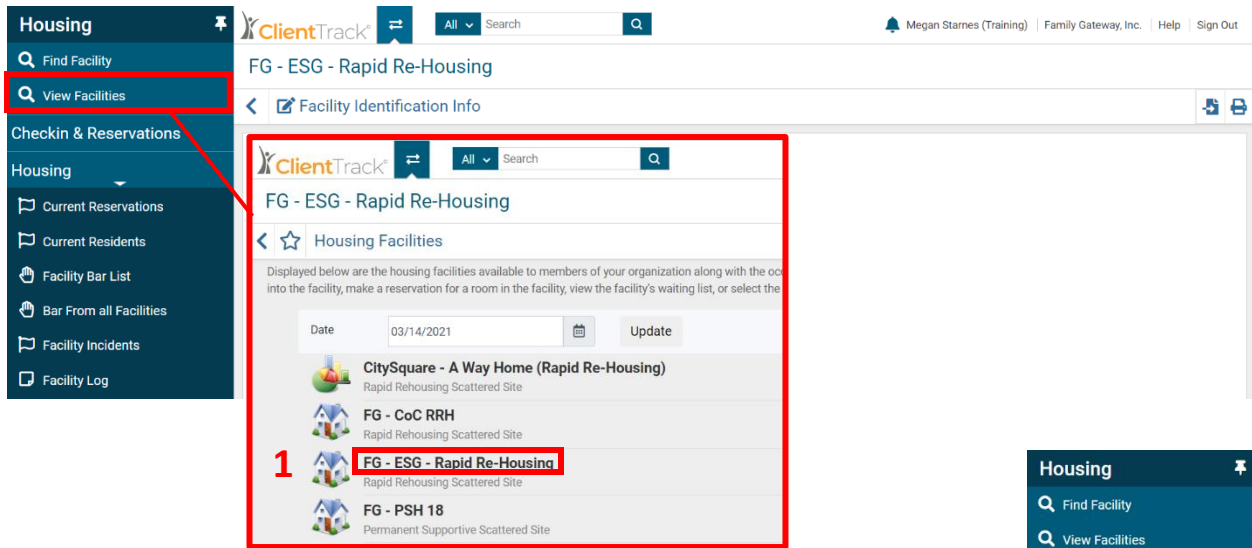 Housing
ClientTrack®
All
Search
Megan Starnes (Training)
Family Gateway, Inc.
Help
Sign Out
Find Facility
View Facilities
Checkin & Reservations
Housing
Current Reservations
Current Residents
Facility Bar List
Bar From all Facilities
Facility Incidents
Facility Log
FG - ESG - Rapid Re-Housing
Facility Identification Info
ClientTrack®
All
Search
FG - ESG - Rapid Re-Housing
Housing Facilities
Displayed below are the housing facilities available to members of your organization along with the
into the facility, make a reservation for a room in the facility, view the facility's waiting list, or select the
Date
03/14/2021
Update
CitySquare - A Way Home (Rapid Re-Housing)
Rapid Rehousing Scattered Site
FG - CoC RRH
Rapid Rehousing Scattered Site
1
FG - ESG - Rapid Re-Housing
Rapid Rehousing Scattered Site
FG - PSH 18
Permanent Supportive Scattered Site
Housing
Find Facility
View Facilities